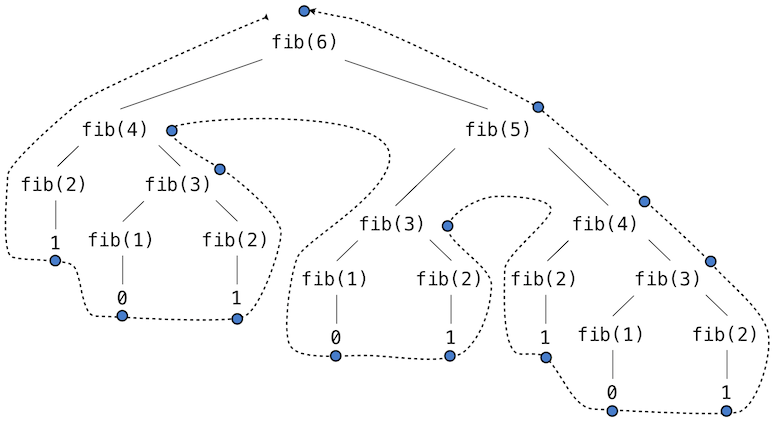 fib(6)
fib(4) fib(5)
fib(2) fib(3) fib(3) fib(4)
1 fib(1) fib(2) fib(1) fib(2) fib(2) fib(3)
0 1 0 1 1 fib(1) fib(2)
0 1